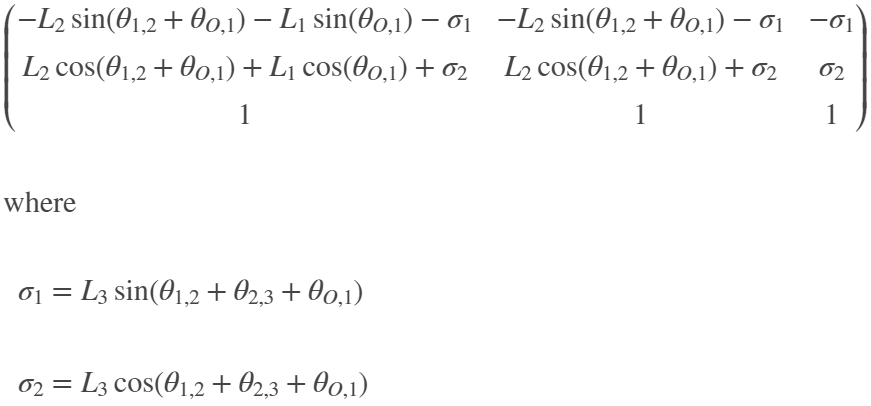 −L₂ sin(θ₁,₂ + θ_O,₁) − L₁ sin(θ_O,₁) − σ₁  −L₂ sin(θ₁,₂ + θ_O,₁) − σ₁  −σ₁
L₂ cos(θ₁,₂ + θ_O,₁) + L₁ cos(θ_O,₁) + σ₂  L₂ cos(θ₁,₂ + θ_O,₁) + σ₂  σ₂
1  1  1
where
σ₁ = L₃ sin(θ₁,₂ + θ₂,₃ + θ_O,₁)
σ₂ = L₃ cos(θ₁,₂ + θ₂,₃ + θ_O,₁)